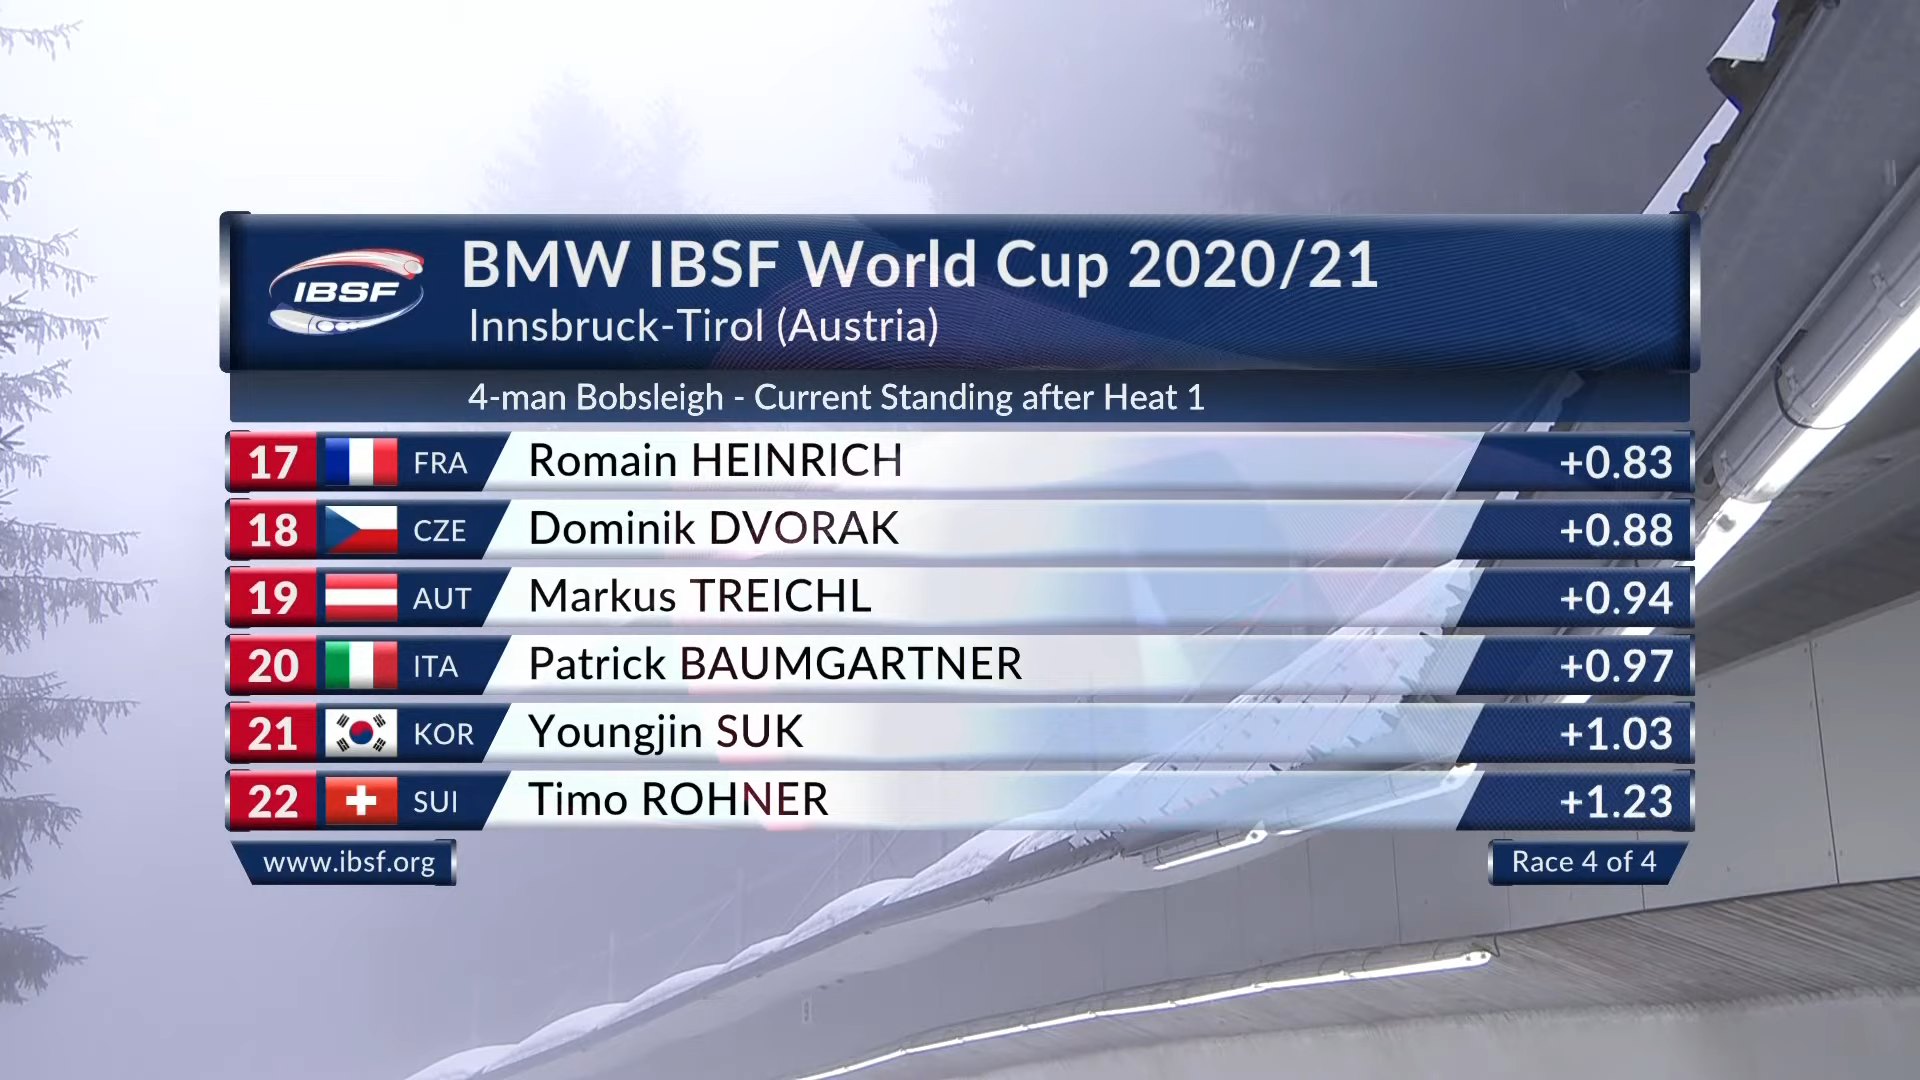 IBSF
BMW IBSF World Cup 2020/21
Innsbruck-Tirol (Austria)
4-man Bobsleigh - Current Standing after Heat 1
17 FRA Romain HEINRICH +0.83
18 CZE Dominik DVORAK +0.88
19 AUT Markus TREICHL +0.94
20 ITA Patrick BAUMGARTNER +0.97
21 KOR Youngjin SUK +1.03
22 SUI Timo ROHNER +1.23
www.ibsf.org Race 4 of 4